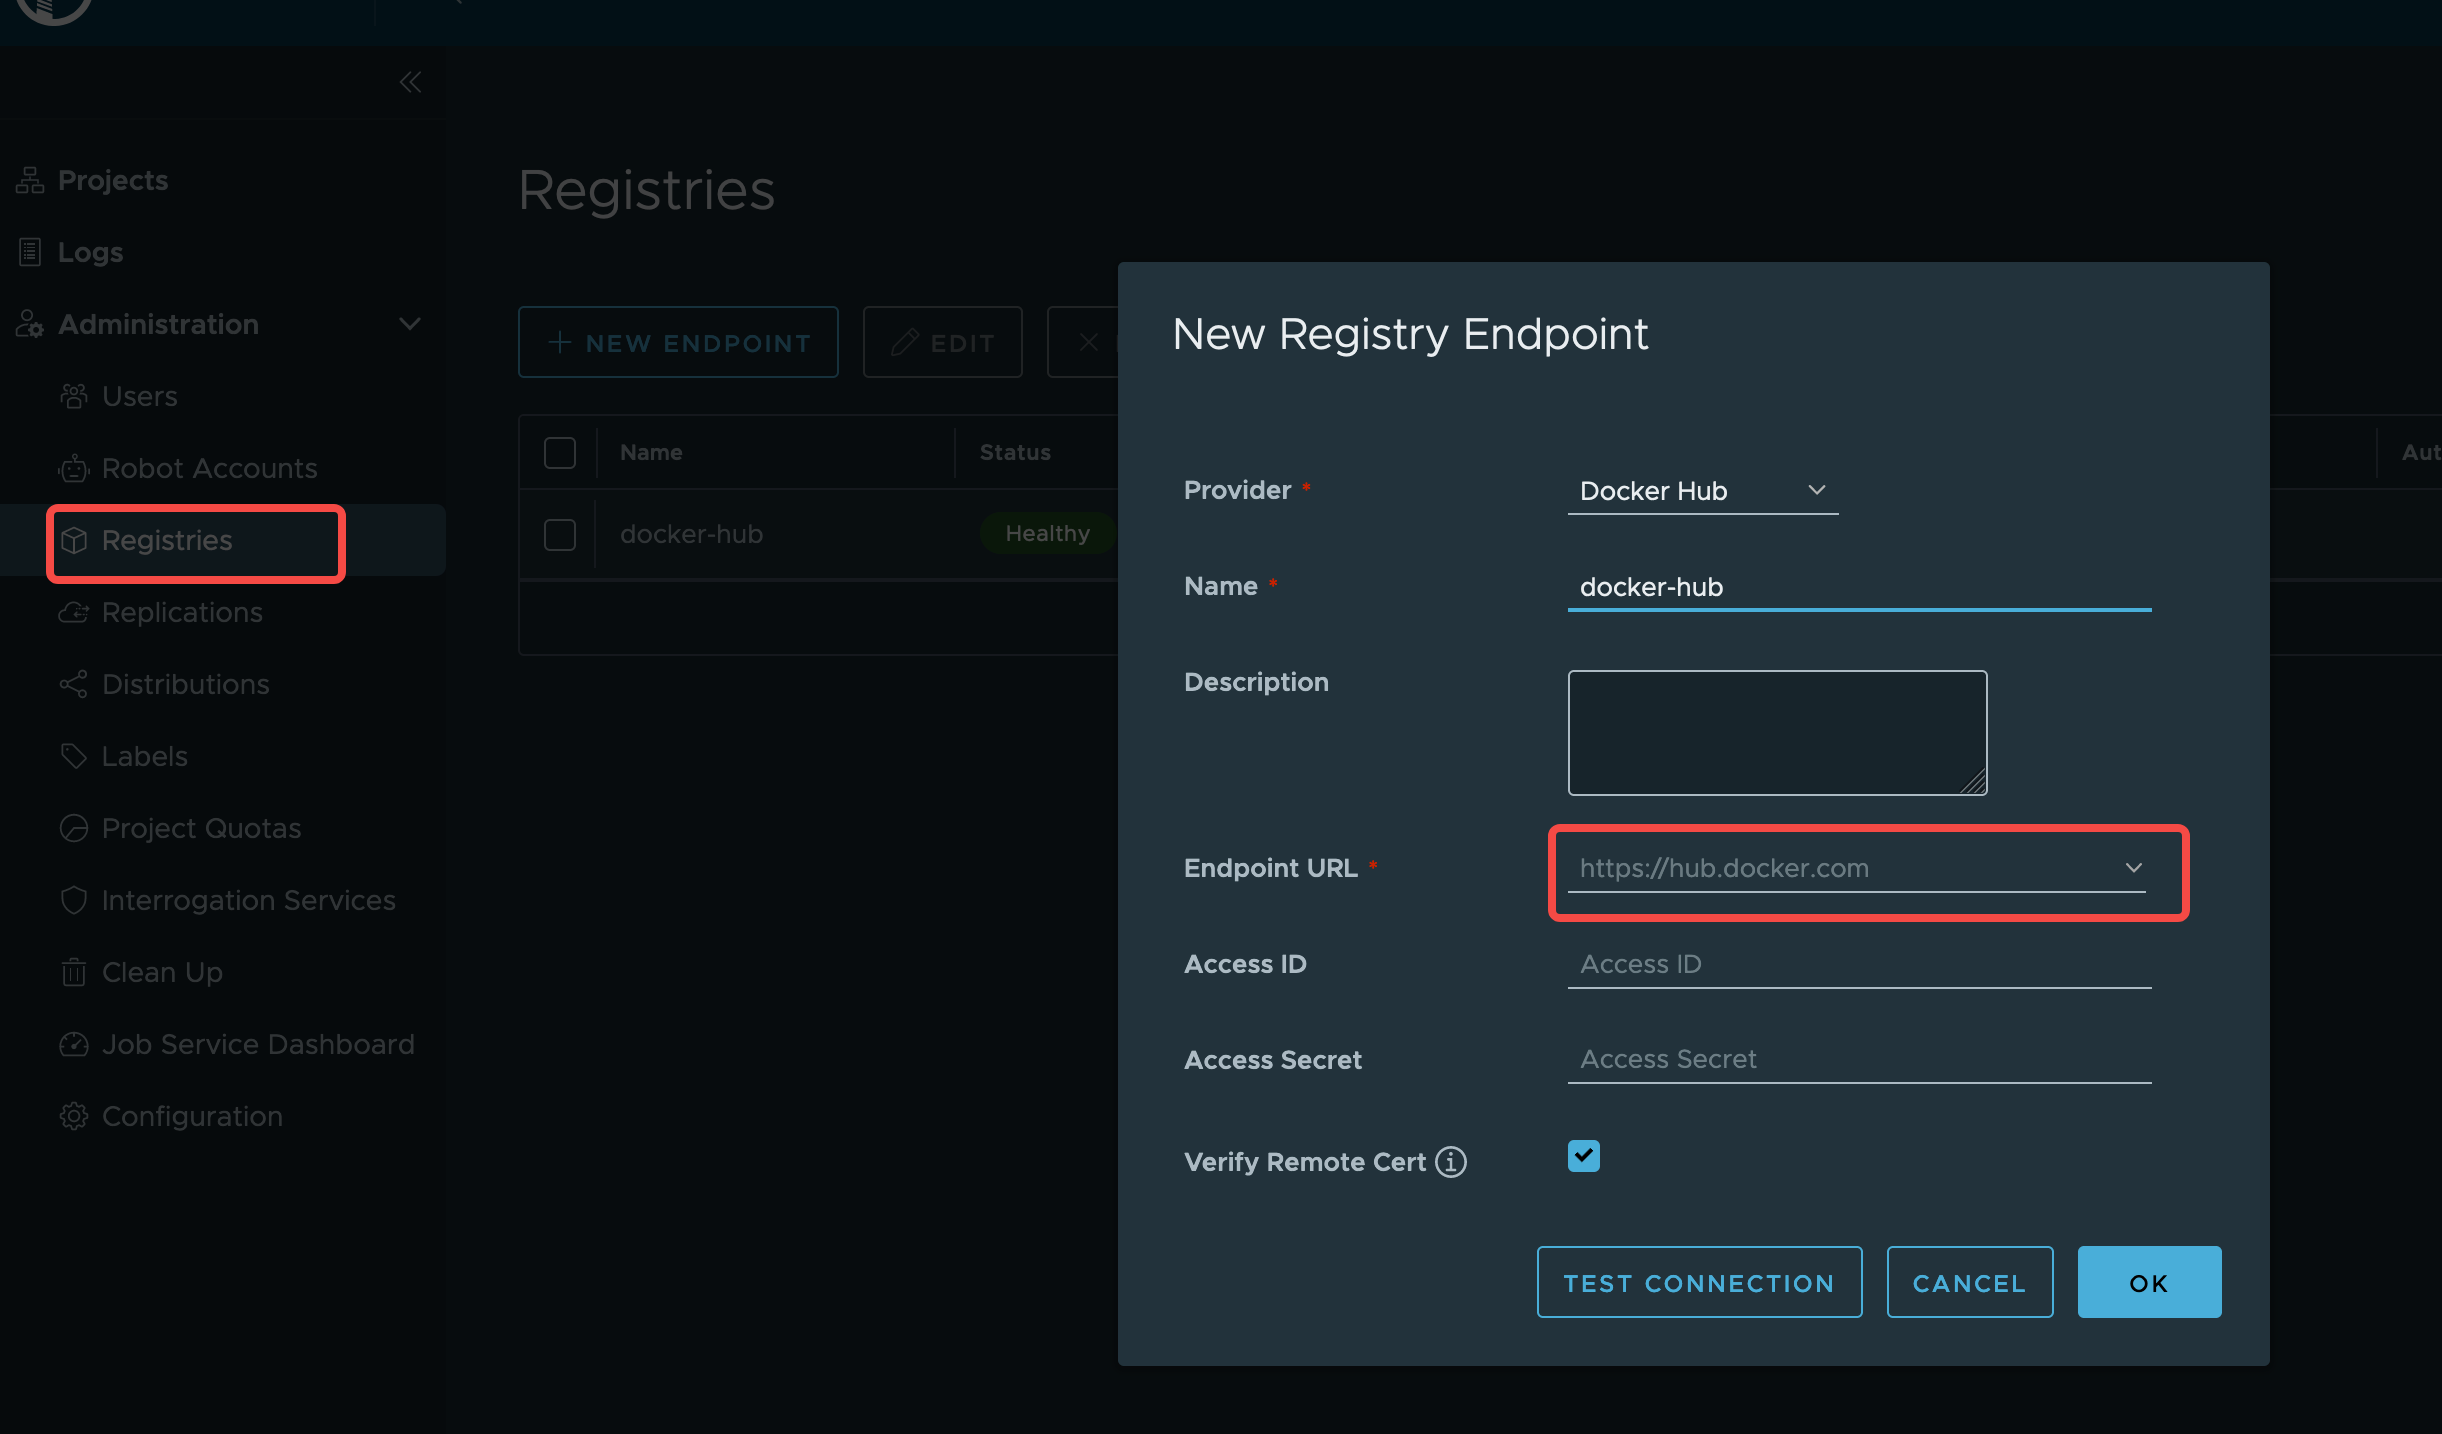 Projects
Logs
Administration
Users
Robot Accounts
Registries
Replications
Distributions
Labels
Project Quotas
Interrogation Services
Clean Up
Job Service Dashboard
Configuration
Registries
NEW ENDPOINT
EDIT
Name
Status
Aut
docker-hub
Healthy
New Registry Endpoint
Provider *
Docker Hub
Name *
docker-hub
Description
Endpoint URL *
https://hub.docker.com
Access ID
Access ID
Access Secret
Access Secret
Verify Remote Cert
TEST CONNECTION
CANCEL
OK